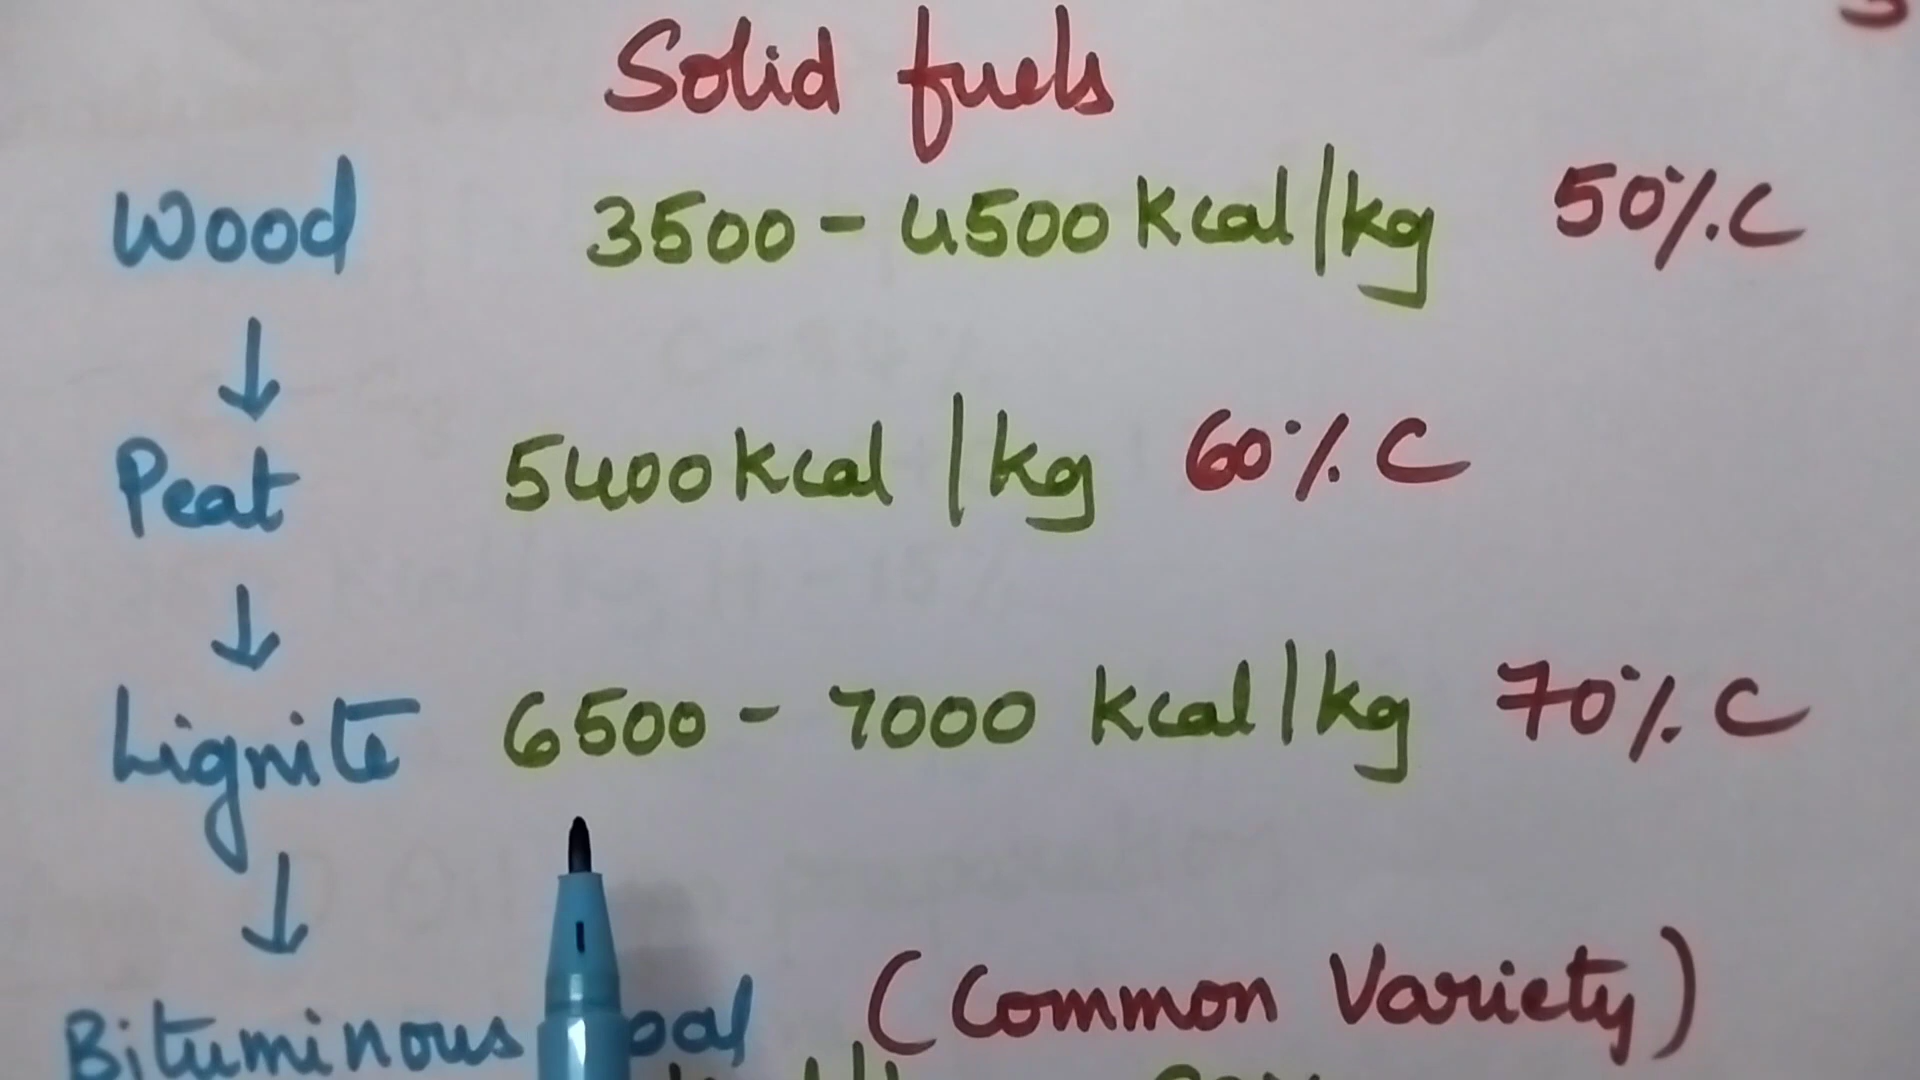 Solid fuels
Wood 3500 - 4500 Kcal/kg 50% C
↓
Peat 5400 Kcal/kg 60% C
↓
Lignite 6500 - 7000 Kcal/kg 70% C
↓
Bituminous (Common Variety)